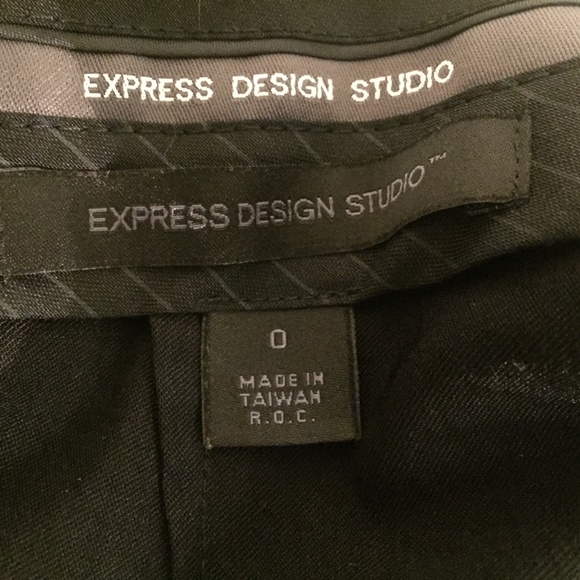 EXPRESS DESIGN STUDIO
EXPRESS DESIGN STUDIO™
0
MADE IN
TAIWAN
R.O.C.